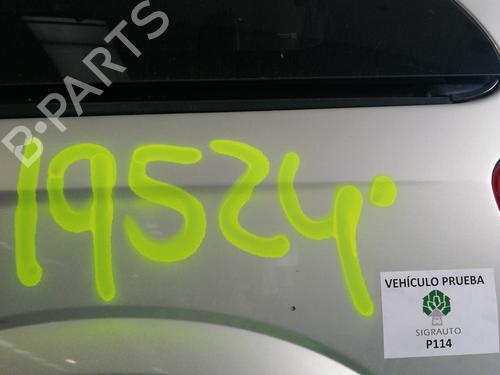 B-PARTS
19524.
VEHÍCULO PRUEBA
SIGRAUTO
P114